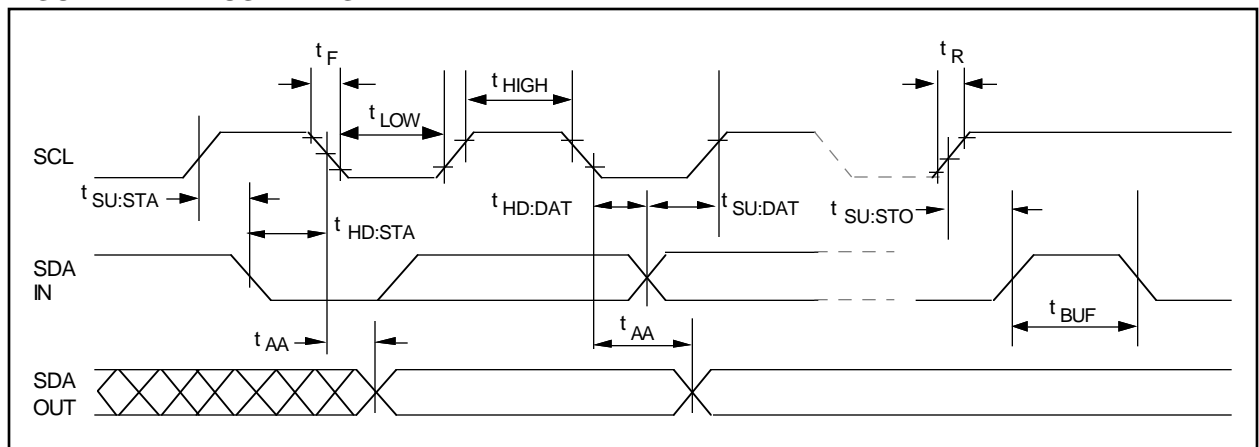 t F
t R
t HIGH
t LOW
SCL
t SU:STA
t HD:STA
t HD:DAT
t SU:DAT
t SU:STO
SDA
IN
t BUF
t AA
t AA
SDA
OUT